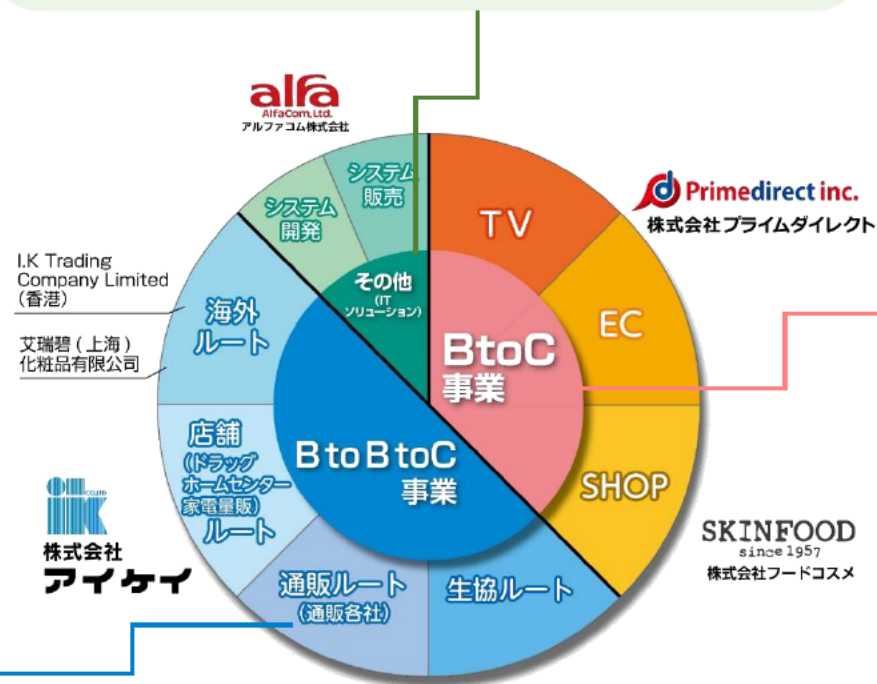 alfa
AlfaCom,Ltd.
アルファコム株式会社
システム
販売
システム
開発
その他
(IT
ソリューション)
TV
Primedirect inc.
株式会社プライムダイレクト
I.K Trading
Company Limited
(香港)
艾瑞碧(上海)
化粧品有限公司
海外
ルート
EC
BtoC
事業
店舗
(ドラッグ
ホームセンター
家電量販)
ルート
BtoBtoC
事業
SHOP
株式会社
アイケイ
SKINFOOD
since 1957
株式会社フードコスメ
通販ルート
(通販各社)
生協ルート